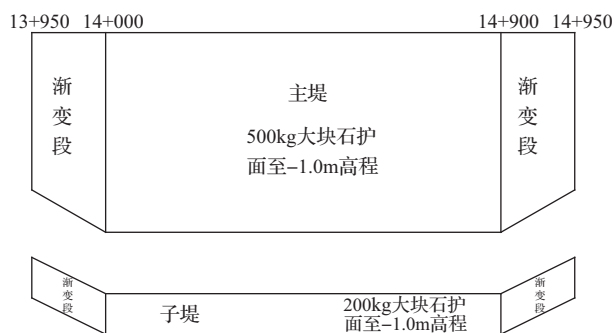 13+950 14+000 14+900 14+950
渐变段
主堤
500kg大块石护
面至-1.0m高程
渐变段
渐变段
子堤
200kg大块石护
面至-1.0m高程
渐变段